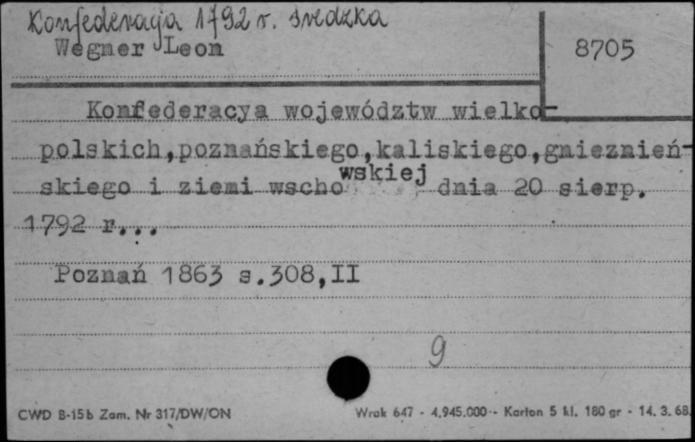 Konfederacja 1792 r. średzka
Wegner Leon
8705
Konfederacya województw wielko-
polskich,poznańskiego,kaliskiego,gnieznień-
skiego i ziemi wschowskiej dnia 20 sierp.
1792 r...
Poznań 1863 s.308,II
9
CWD B-15b Zam. Nr 317/DW/ON
Wrak 647 - 4.945.000 - Karton 5 kl. 180 gr - 14. 3. 68.